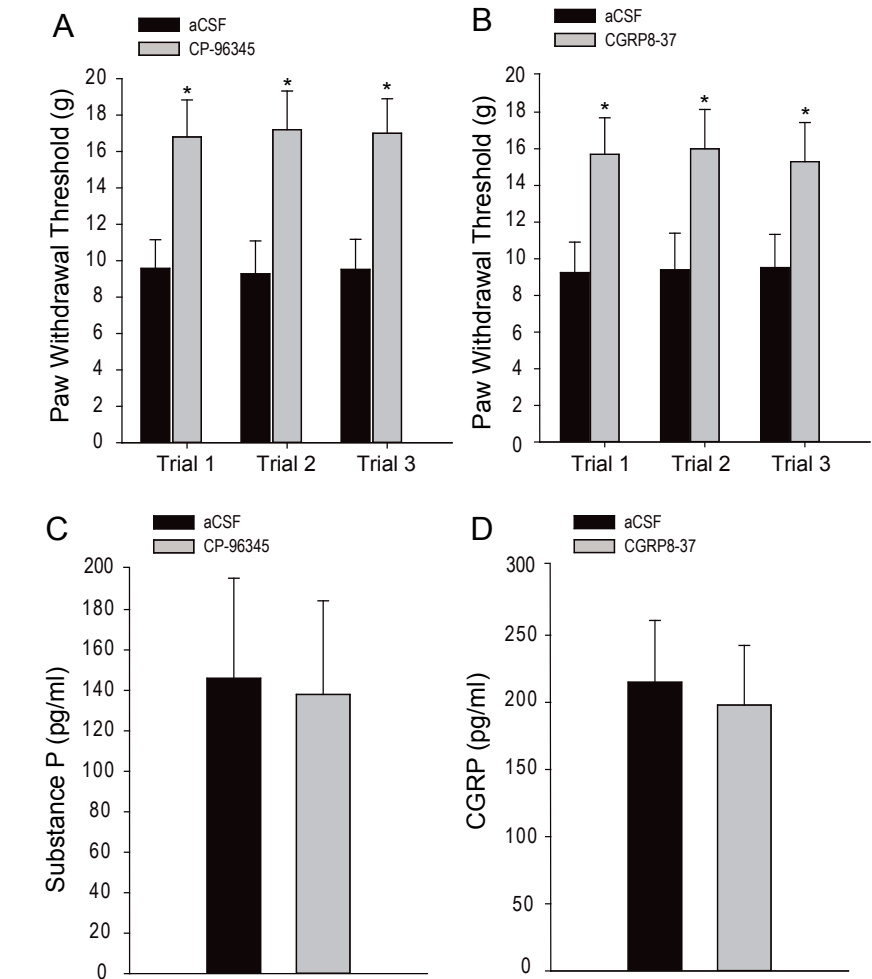 A
aCSF
CP-96345
Paw Withdrawal Threshold (g)
20
18
16
14
12
10
8
6
4
2
0
*
*
*
Trial 1
Trial 2
Trial 3
B
aCSF
CGRP8-37
Paw Withdrawal Threshold (g)
20
18
16
14
12
10
8
6
4
2
0
*
*
*
Trial 1
Trial 2
Trial 3
C
aCSF
CP-96345
Substance P (pg/ml)
200
180
160
140
120
100
80
60
40
20
0
D
aCSF
CGRP8-37
CGRP (pg/ml)
300
250
200
150
100
50
0